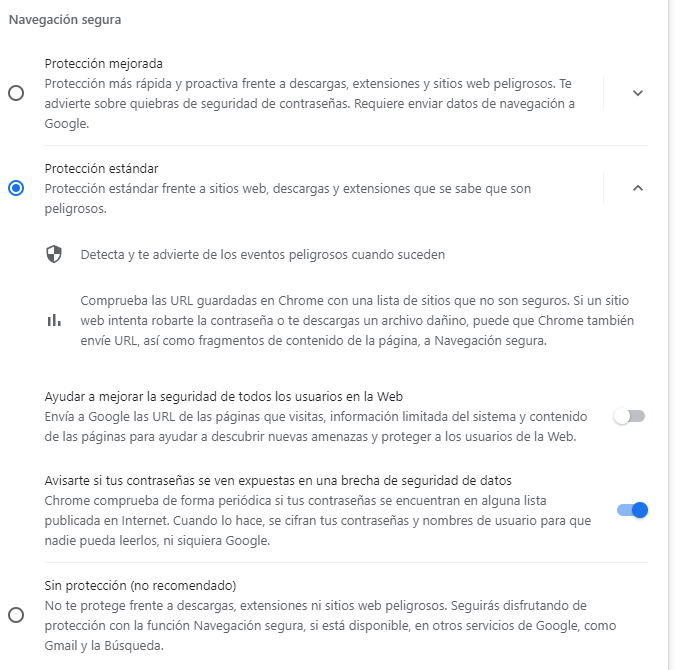 Navegación segura
Protección mejorada
Protección más rápida y proactiva frente a descargas, extensiones y sitios web peligrosos. Te
advierte sobre quiebras de seguridad de contraseñas. Requiere enviar datos de navegación a
Google.
Protección estándar
Protección estándar frente a sitios web, descargas y extensiones que se sabe que son
peligrosos.
Detecta y te advierte de los eventos peligrosos cuando suceden
Comprueba las URL guardadas en Chrome con una lista de sitios que no son seguros. Si un sitio
web intenta robarte la contraseña o te descargas un archivo dañino, puede que Chrome también
envíe URL, así como fragmentos de contenido de la página, a Navegación segura.
Ayudar a mejorar la seguridad de todos los usuarios en la Web
Envía a Google las URL de las páginas que visitas, información limitada del sistema y contenido
de las páginas para ayudar a descubrir nuevas amenazas y proteger a los usuarios de la Web.
Avisarte si tus contraseñas se ven expuestas en una brecha de seguridad de datos
Chrome comprueba de forma periódica si tus contraseñas se encuentran en alguna lista
publicada en Internet. Cuando lo hace, se cifran tus contraseñas y nombres de usuario para que
nadie pueda leerlos, ni siquiera Google.
Sin protección (no recomendado)
No te protege frente a descargas, extensiones ni sitios web peligrosos. Seguirás disfrutando de
protección con la función Navegación segura, si está disponible, en otros servicios de Google, como
Gmail y la Búsqueda.